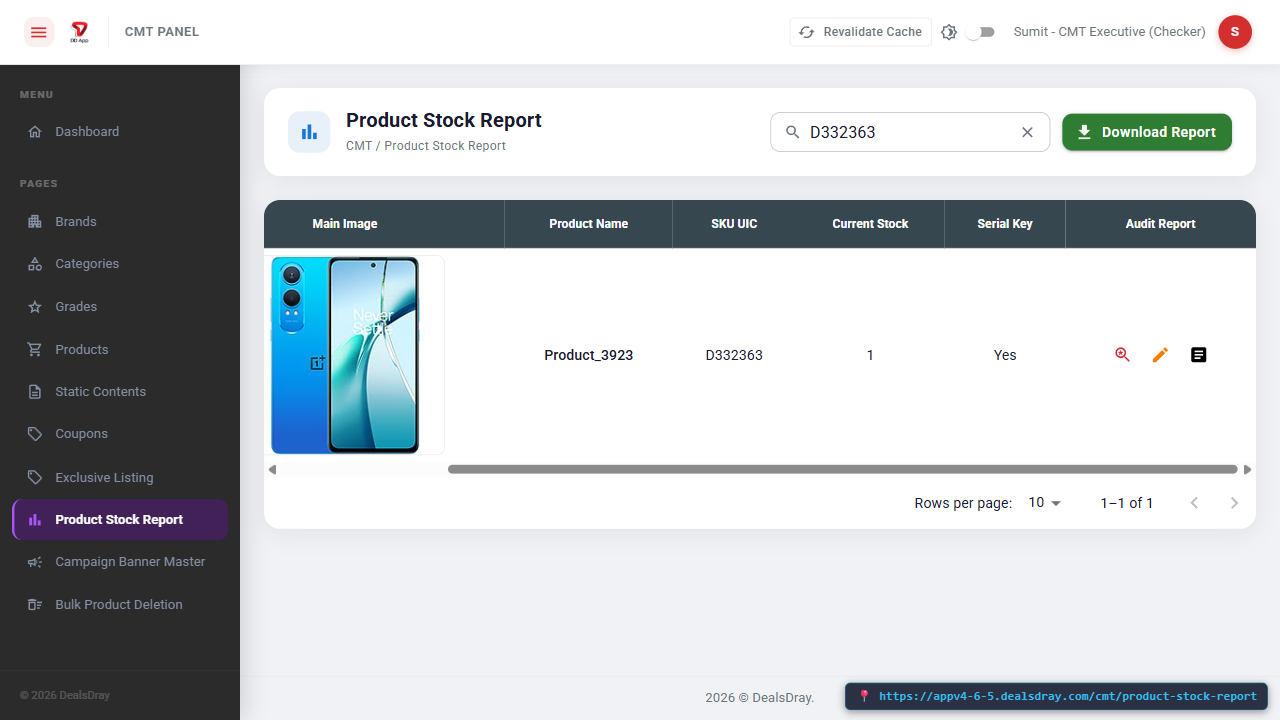 DD App
CMT PANEL
Revalidate Cache
Sumit - CMT Executive (Checker)
S
MENU
Dashboard
PAGES
Brands
Categories
Grades
Products
Static Contents
Coupons
Exclusive Listing
Product Stock Report
Campaign Banner Master
Bulk Product Deletion
© 2026 DealsDray
Product Stock Report
CMT / Product Stock Report
D332363
Download Report
Main Image
Product Name
SKU UIC
Current Stock
Serial Key
Audit Report
Never
Settle
Product_3923
D332363
1
Yes
Rows per page:
10
1–1 of 1
2026 © DealsDray.
https://appv4-6-5.dealsdray.com/cmt/product-stock-report